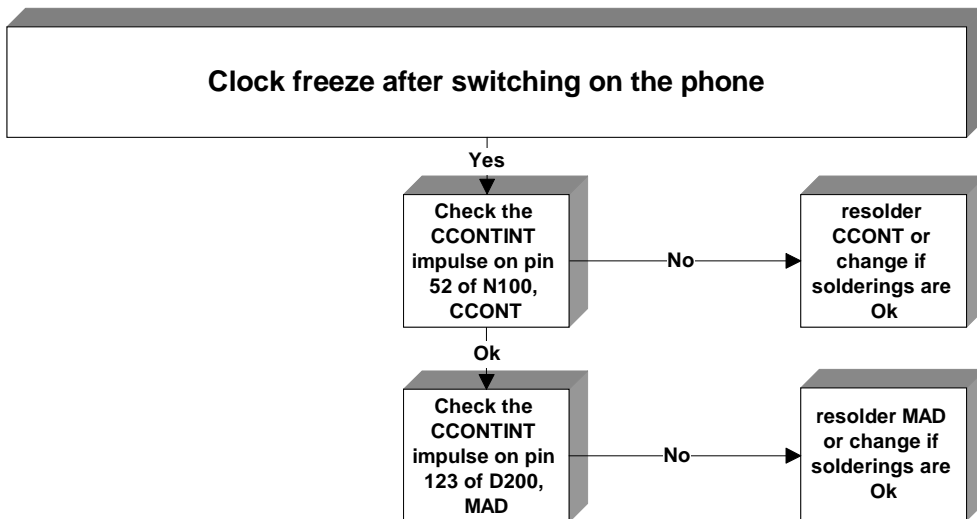 Clock freeze after switching on the phone
Yes
Check the
CCONTINT
impulse on pin
52 of N100,
CCONT
No
resolder
CCONT or
change if
solderings are
Ok
Ok
Check the
CCONTINT
impulse on pin
123 of D200,
MAD
No
resolder MAD
or change if
solderings are
Ok